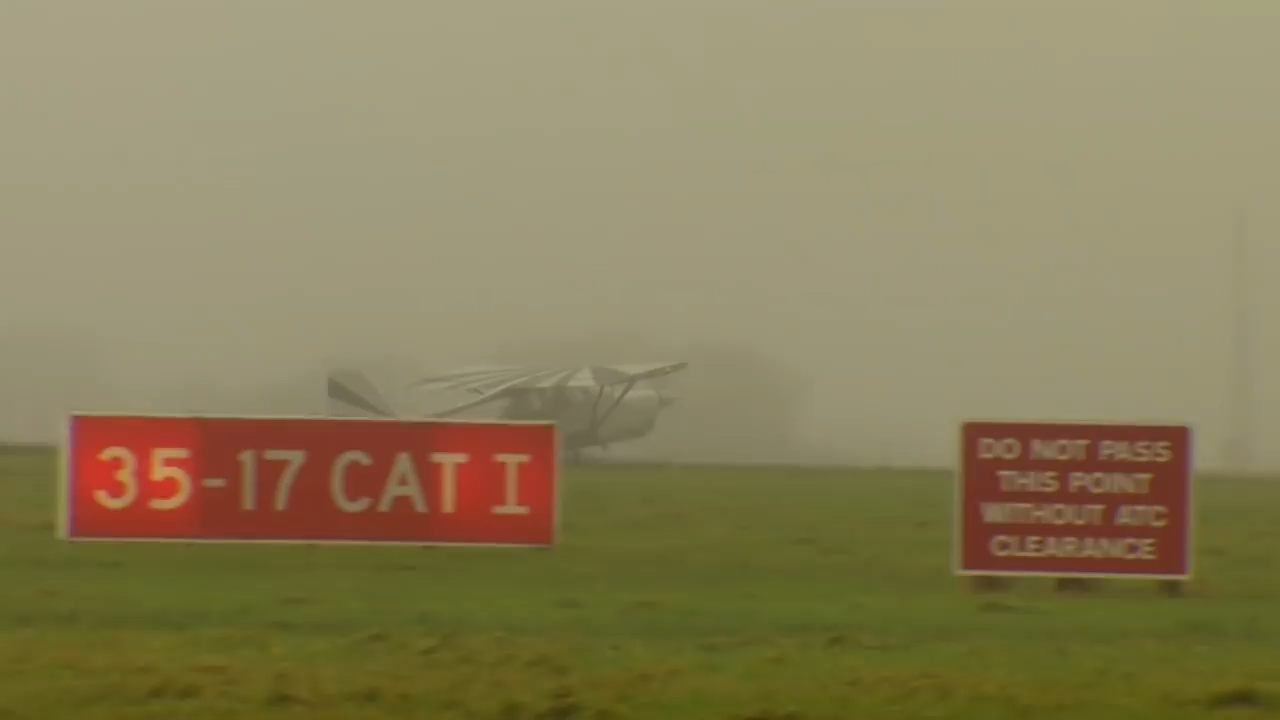 35-17 CAT I
DO NOT PASS
THIS POINT
WITHOUT ATC
CLEARANCE